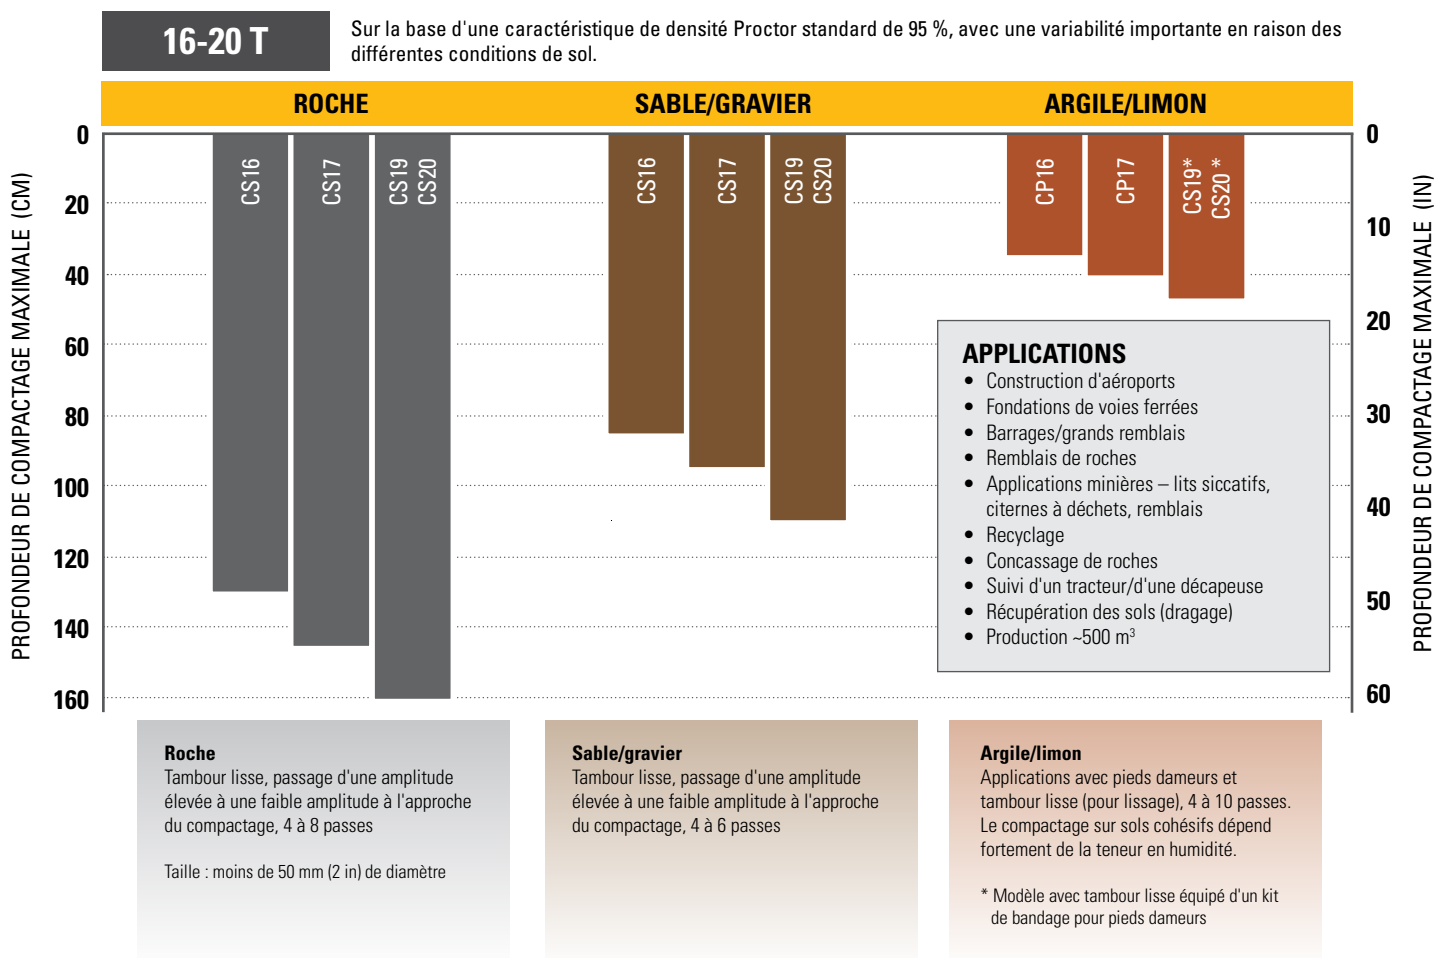 16-20 T
Sur la base d'une caractéristique de densité Proctor standard de 95 %, avec une variabilité importante en raison des
différentes conditions de sol.
ROCHE
SABLE/GRAVIER
ARGILE/LIMON
PROFONDEUR DE COMPACTAGE MAXIMALE (CM)
0
20
40
60
80
100
120
140
160
CS16
CS17
CS19
CS20
CS16
CS17
CS19
CS20
CP16
CP17
CS19*
CS20 *
0
10
20
30
40
50
60
PROFONDEUR DE COMPACTAGE MAXIMALE (IN)
APPLICATIONS
• Construction d'aéroports
• Fondations de voies ferrées
• Barrages/grands remblais
• Remblais de roches
• Applications minières – lits siccatifs,
citernes à déchets, remblais
• Recyclage
• Concassage de roches
• Suivi d'un tracteur/d'une décapeuse
• Récupération des sols (dragage)
• Production ~500 m³
Roche
Tambour lisse, passage d'une amplitude
élevée à une faible amplitude à l'approche
du compactage, 4 à 8 passes
Taille : moins de 50 mm (2 in) de diamètre
Sable/gravier
Tambour lisse, passage d'une amplitude
élevée à une faible amplitude à l'approche
du compactage, 4 à 6 passes
Argile/limon
Applications avec pieds dameurs et
tambour lisse (pour lissage), 4 à 10 passes.
Le compactage sur sols cohésifs dépend
fortement de la teneur en humidité.
* Modèle avec tambour lisse équipé d'un kit
de bandage pour pieds dameurs